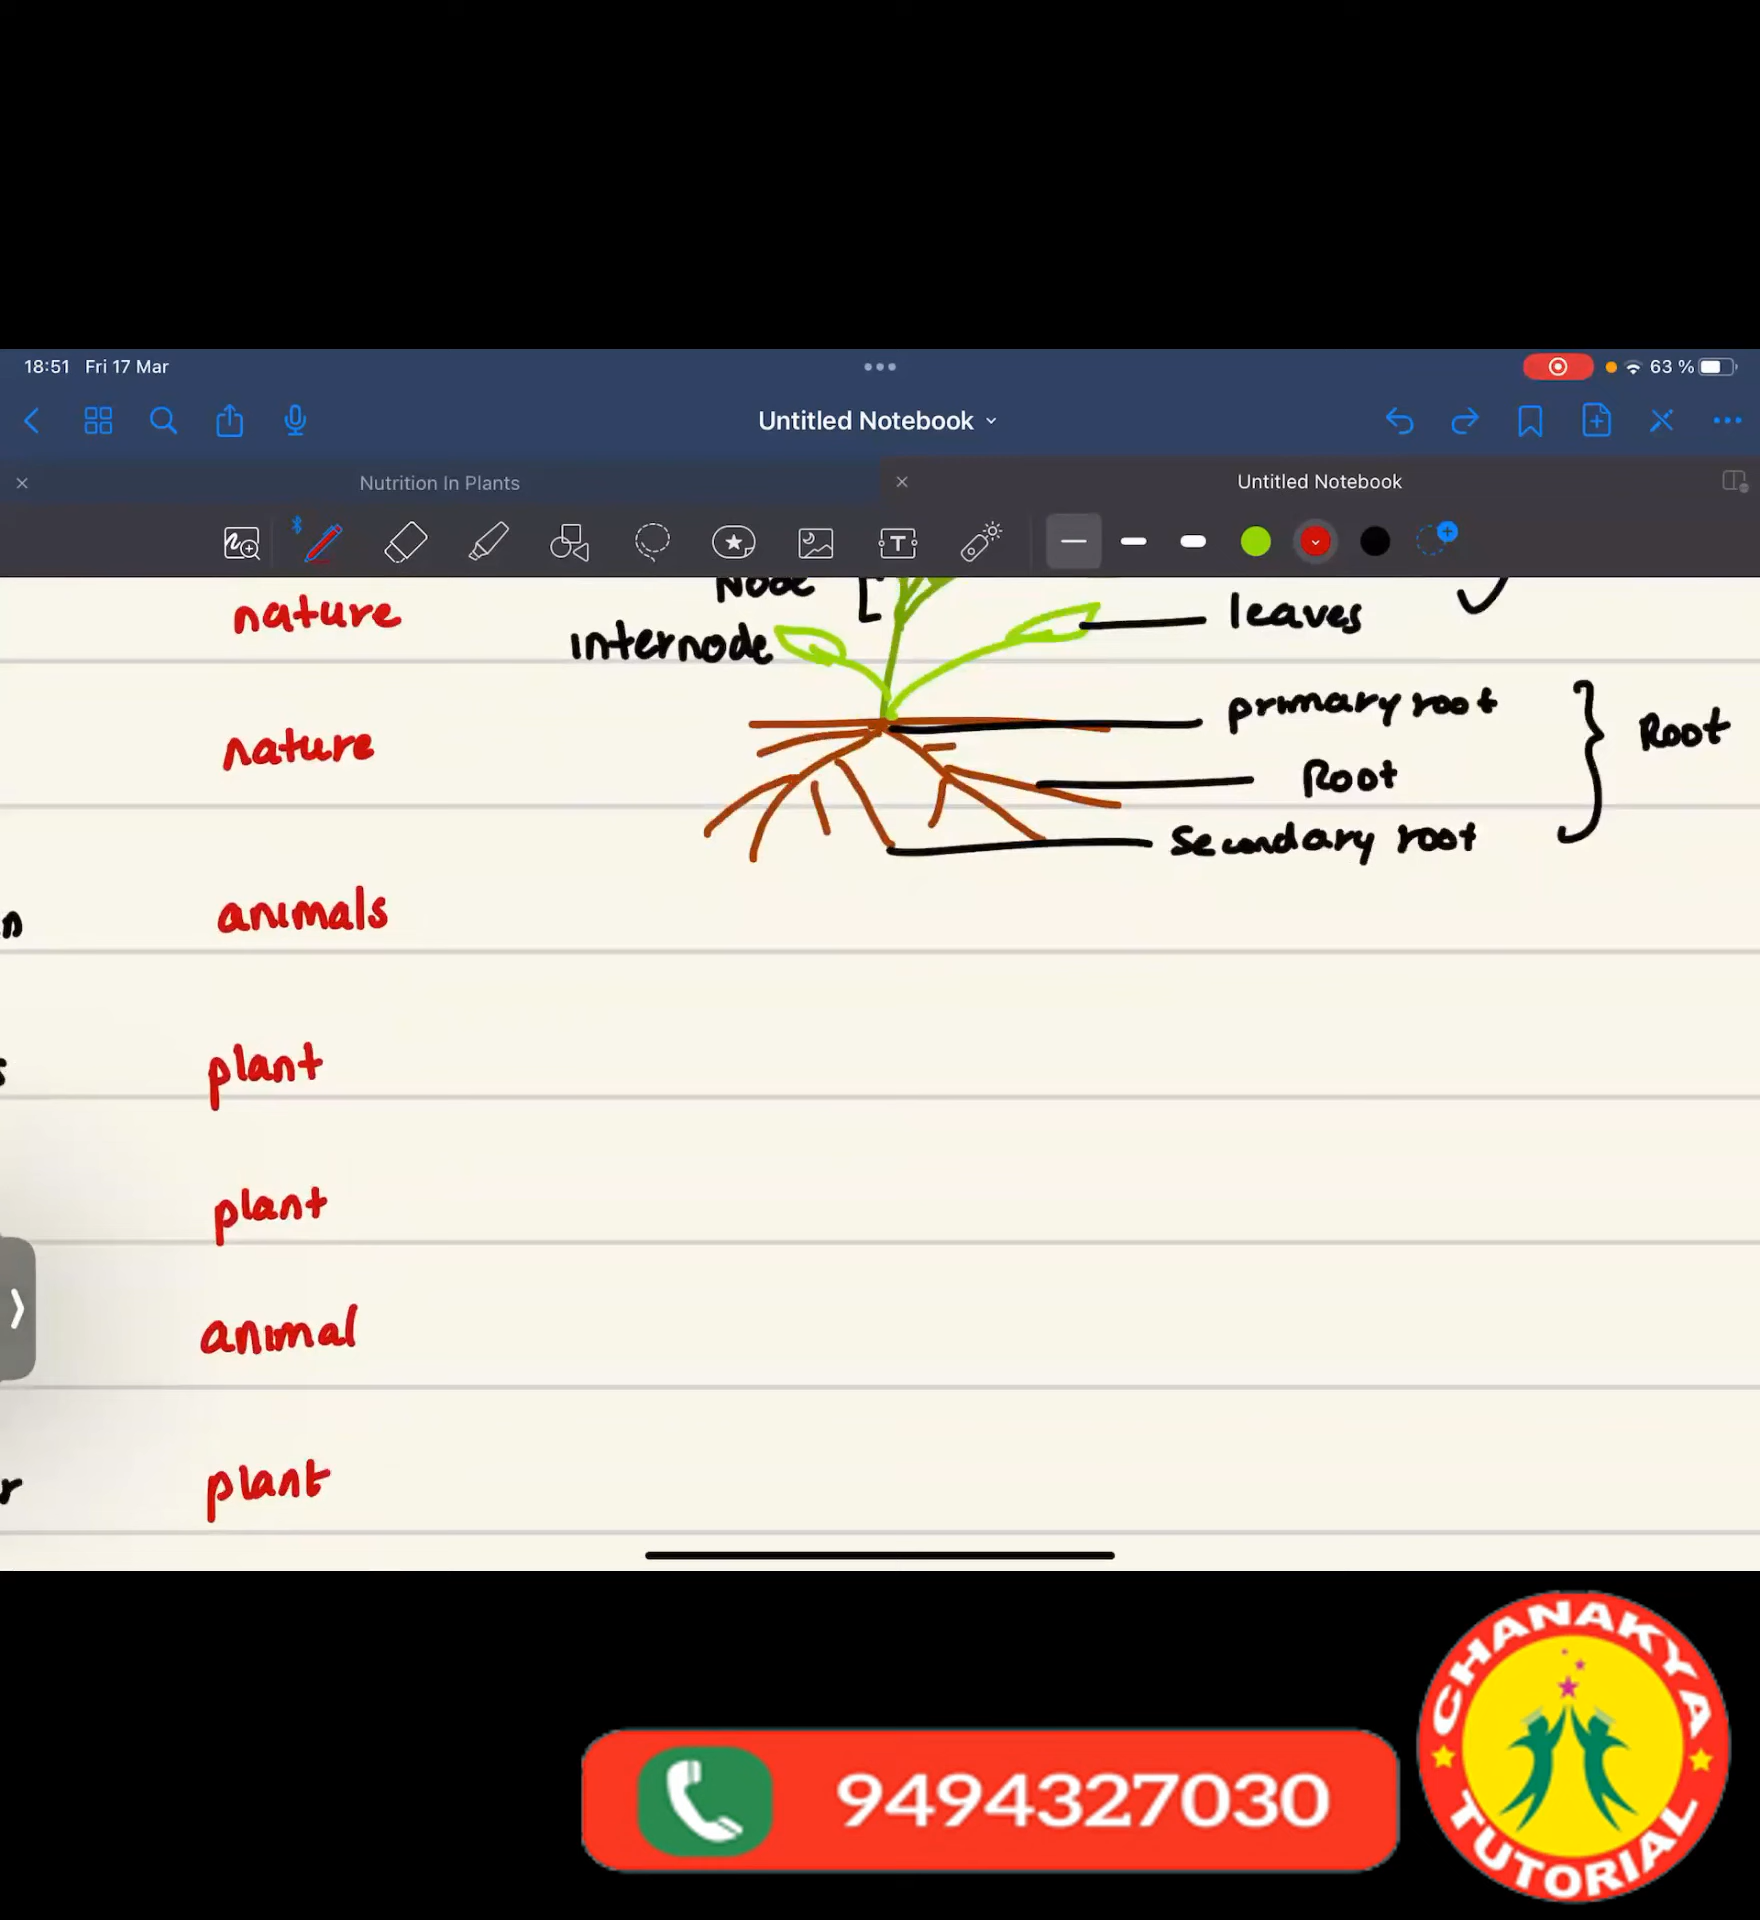 18:51 Fri 17 Mar
63 %
Untitled Notebook
Nutrition In Plants
Untitled Notebook
T
nature
Node
leaves
Internode
primary root
Root
nature
Root
Secondary root
animals
plant
plant
animal
plant
9494327030
CHANAKYA
TUTORIAL